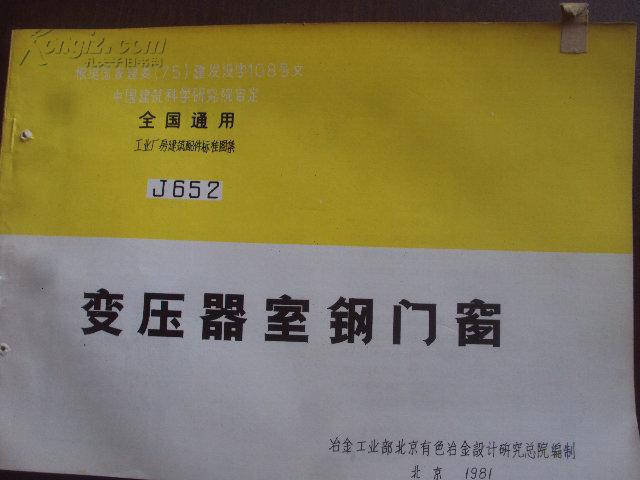 Kongfz.com
孔夫子旧书网
根据国家建委(75)建发设字108号文
中国建筑科学研究院审定
全国通用
工业厂房建筑配件标准图集
J652
变压器室钢门窗
冶金工业部北京有色冶金設计研究总院编制
北京 1981